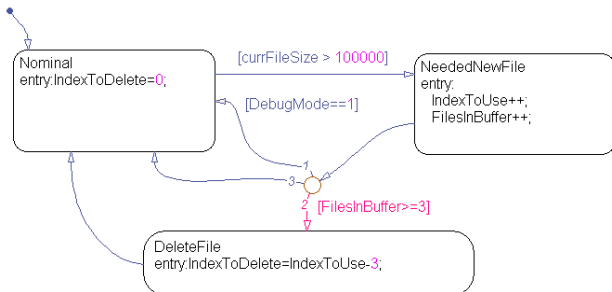 Nominal
entry:IndexToDelete=0;
[currFileSize > 100000]
NeededNewFile
entry:
IndexToUse++;
FilesInBuffer++;
[DebugMode==1]
1
3
2
[FilesInBuffer>=3]
DeleteFile
entry:IndexToDelete=IndexToUse-3;